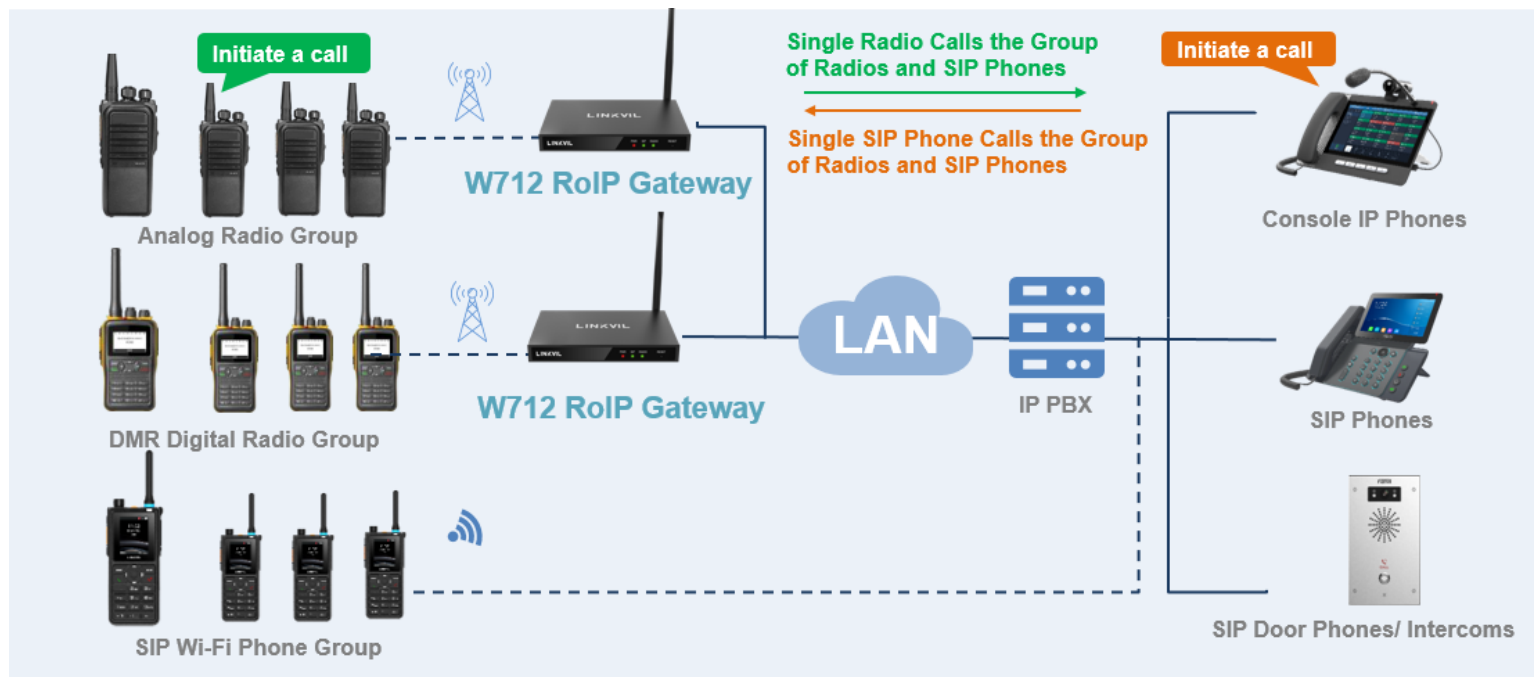 Initiate a call
Single Radio Calls the Group
of Radios and SIP Phones
Initiate a call
LINKVIL
LINKVIL
Single SIP Phone Calls the Group
of Radios and SIP Phones
W712 RoIP Gateway
Console IP Phones
Analog Radio Group
LINKVIL
LINKVIL
LAN
W712 RoIP Gateway
IP PBX
SIP Phones
DMR Digital Radio Group
SIP Door Phones/ Intercoms
SIP Wi-Fi Phone Group